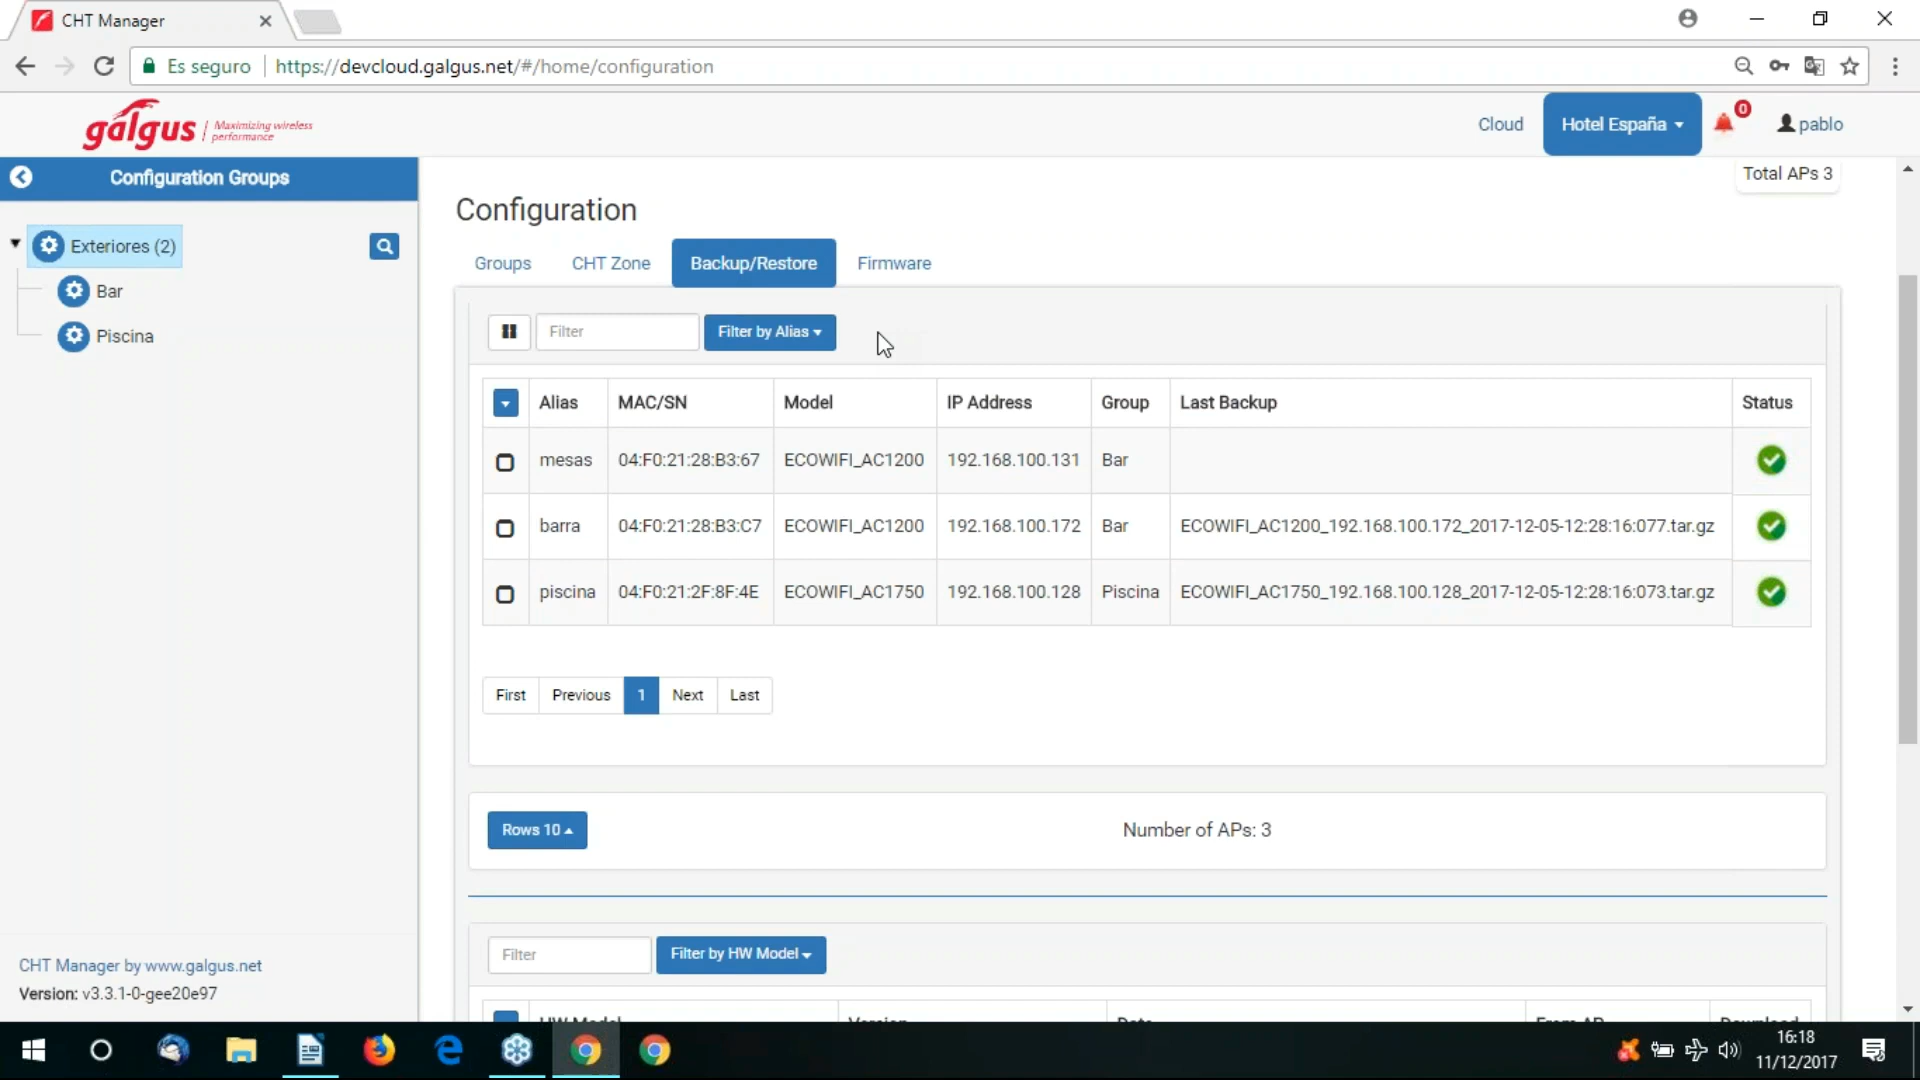 CHT Manager
Es seguro https://devcloud.galgus.net/#/home/configuration
galgus Maximizing wireless performance
Cloud
Hotel España
0
pablo
Configuration Groups
Total APs 3
Exteriores (2)
Bar
Piscina
Configuration
Groups CHT Zone Backup/Restore Firmware
Filter Filter by Alias
Alias MAC/SN Model IP Address Group Last Backup Status
mesas 04:F0:21:28:B3:67 ECOWIFI_AC1200 192.168.100.131 Bar
barra 04:F0:21:28:B3:C7 ECOWIFI_AC1200 192.168.100.172 Bar ECOWIFI_AC1200_192.168.100.172_2017-12-05-12:28:16:077.tar.gz
piscina 04:F0:21:2F:8F:4E ECOWIFI_AC1750 192.168.100.128 Piscina ECOWIFI_AC1750_192.168.100.128_2017-12-05-12:28:16:073.tar.gz
First Previous 1 Next Last
Rows 10
Number of APs: 3
Filter Filter by HW Model
HW Model Version Date From AP Download
CHT Manager by www.galgus.net
Version: v3.3.1-0-gee20e97
16:18
11/12/2017